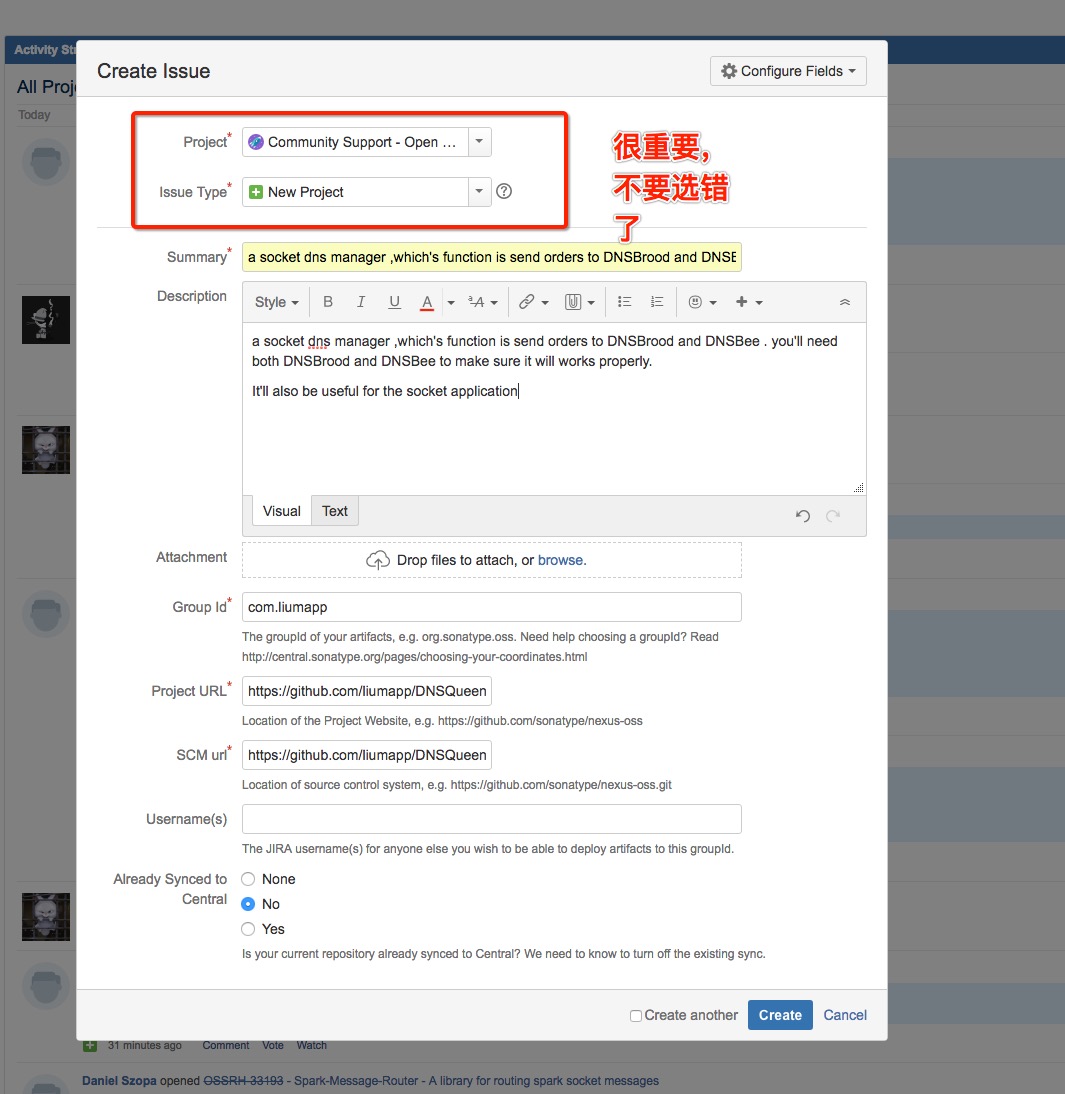 Activity St
All Proj
Today
Create Issue
Configure Fields
Project*
Community Support - Open ...
很重要，
不要选错
了
Issue Type*
New Project
Summary*
a socket dns manager ,which's function is send orders to DNSBrood and DNSE
Description
Style
B I U A
a socket dns manager ,which's function is send orders to DNSBrood and DNSBee . you'll need
both DNSBrood and DNSBee to make sure it will works properly.
It'll also be useful for the socket application
Visual Text
Attachment
Drop files to attach, or browse.
Group Id*
com.liumapp
The groupId of your artifacts, e.g. org.sonatype.oss. Need help choosing a groupId? Read
http://central.sonatype.org/pages/choosing-your-coordinates.html
Project URL*
https://github.com/liumapp/DNSQueen
Location of the Project Website, e.g. https://github.com/sonatype/nexus-oss
SCM url*
https://github.com/liumapp/DNSQueen
Location of source control system, e.g. https://github.com/sonatype/nexus-oss.git
Username(s)
The JIRA username(s) for anyone else you wish to be able to deploy artifacts to this groupId.
Already Synced to
Central
None
No
Yes
Is your current repository already synced to Central? We need to know to turn off the existing sync.
Create another
Create
Cancel
31 minutes ago Comment Vote Watch
Daniel Szopa opened OSSRH-33193 - Spark-Message-Router - A library for routing spark socket messages